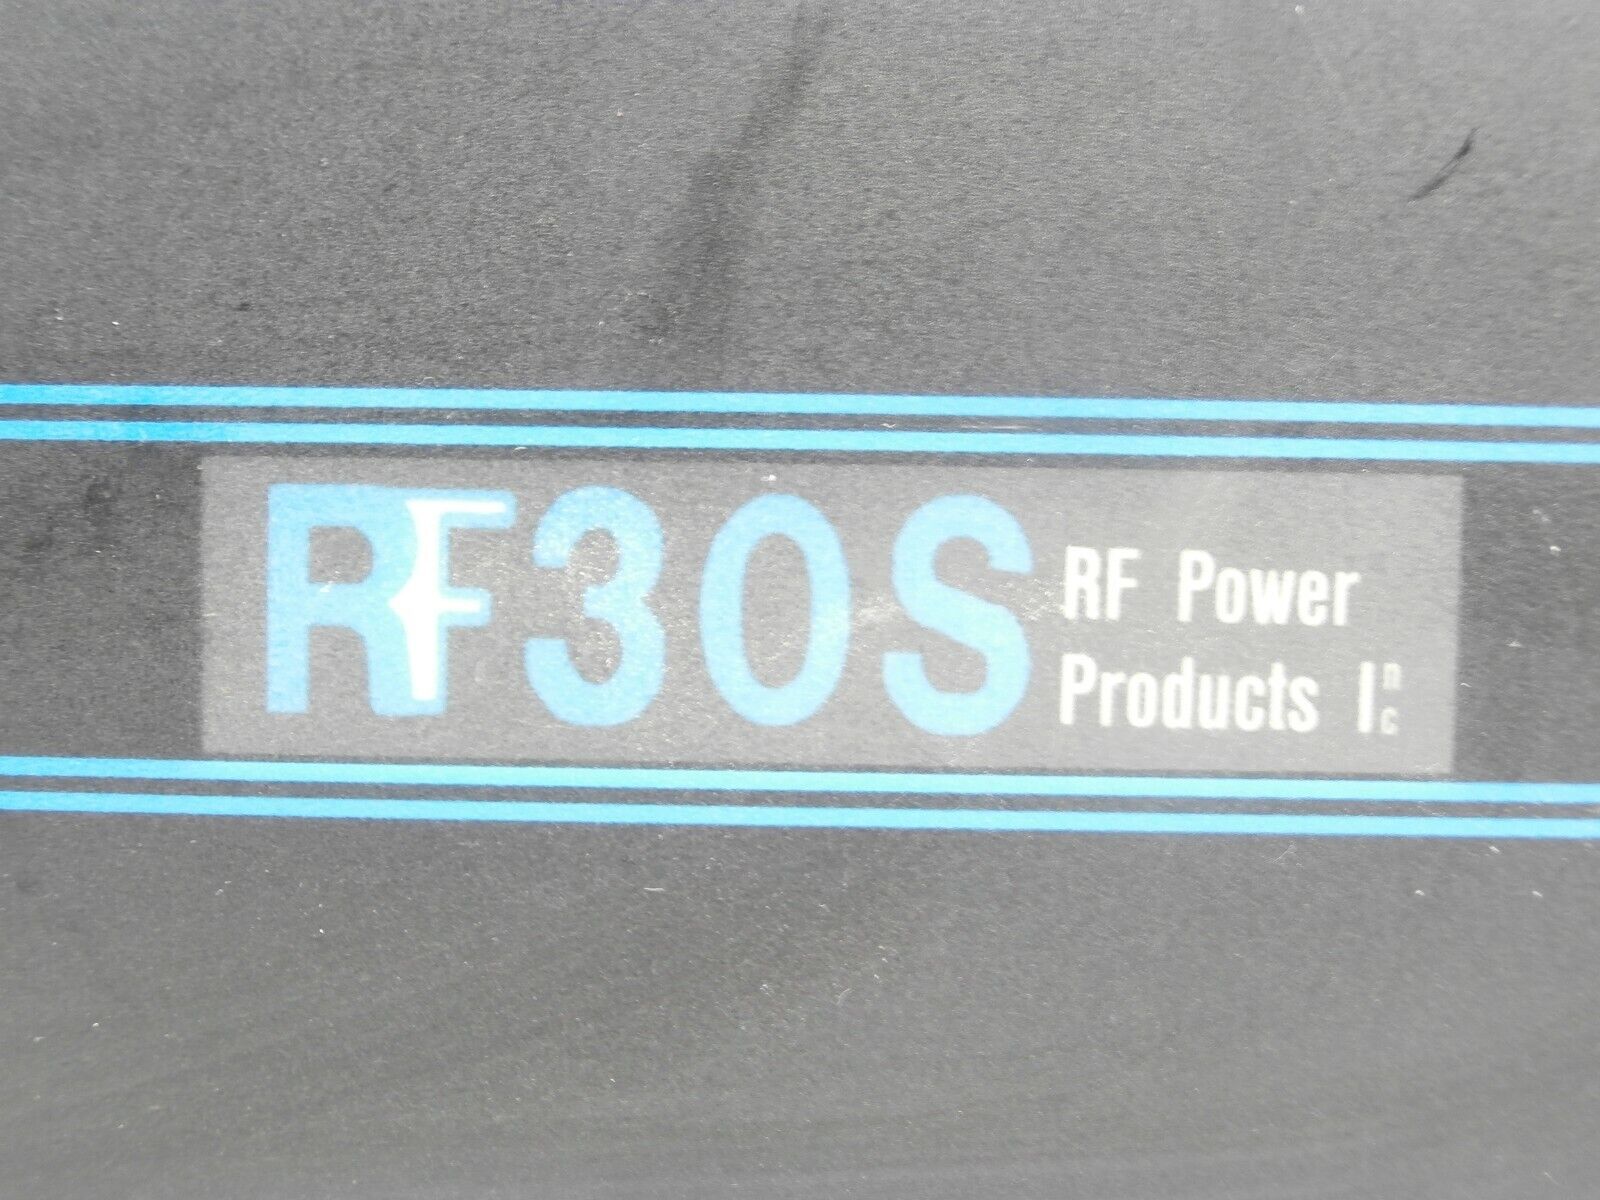 RF30S
RF Power
Products Inc